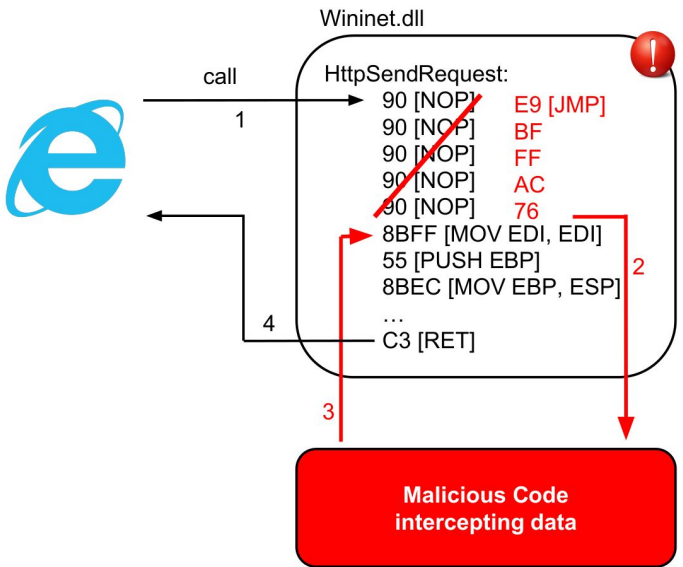 Wininet.dll
call
1
HttpSendRequest:
90 [NOP] E9 [JMP]
90 [NOP] BF
90 [NOP] FF
90 [NOP] AC
90 [NOP] 76
8BFF [MOV EDI, EDI]
55 [PUSH EBP]
8BEC [MOV EBP, ESP]
…
C3 [RET]
2
4
3
Malicious Code
intercepting data
!